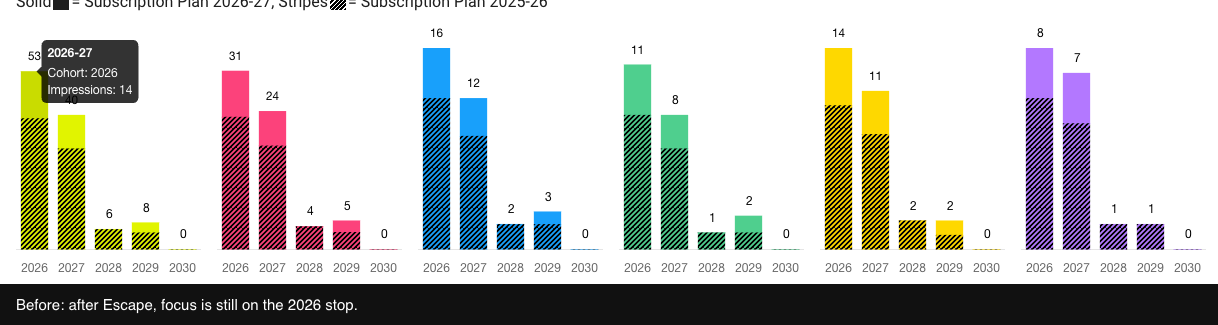 Solid = Subscription Plan 2026-27, Stripes = Subscription Plan 2025-26
53 40 6 8 0
31 24 4 5 0
16 12 2 3 0
11 8 1 2 0
14 11 2 2 0
8 7 1 1 0
2026-27
Cohort: 2026
Impressions: 14
2026 2027 2028 2029 2030
2026 2027 2028 2029 2030
2026 2027 2028 2029 2030
2026 2027 2028 2029 2030
2026 2027 2028 2029 2030
2026 2027 2028 2029 2030
Before: after Escape, focus is still on the 2026 stop.